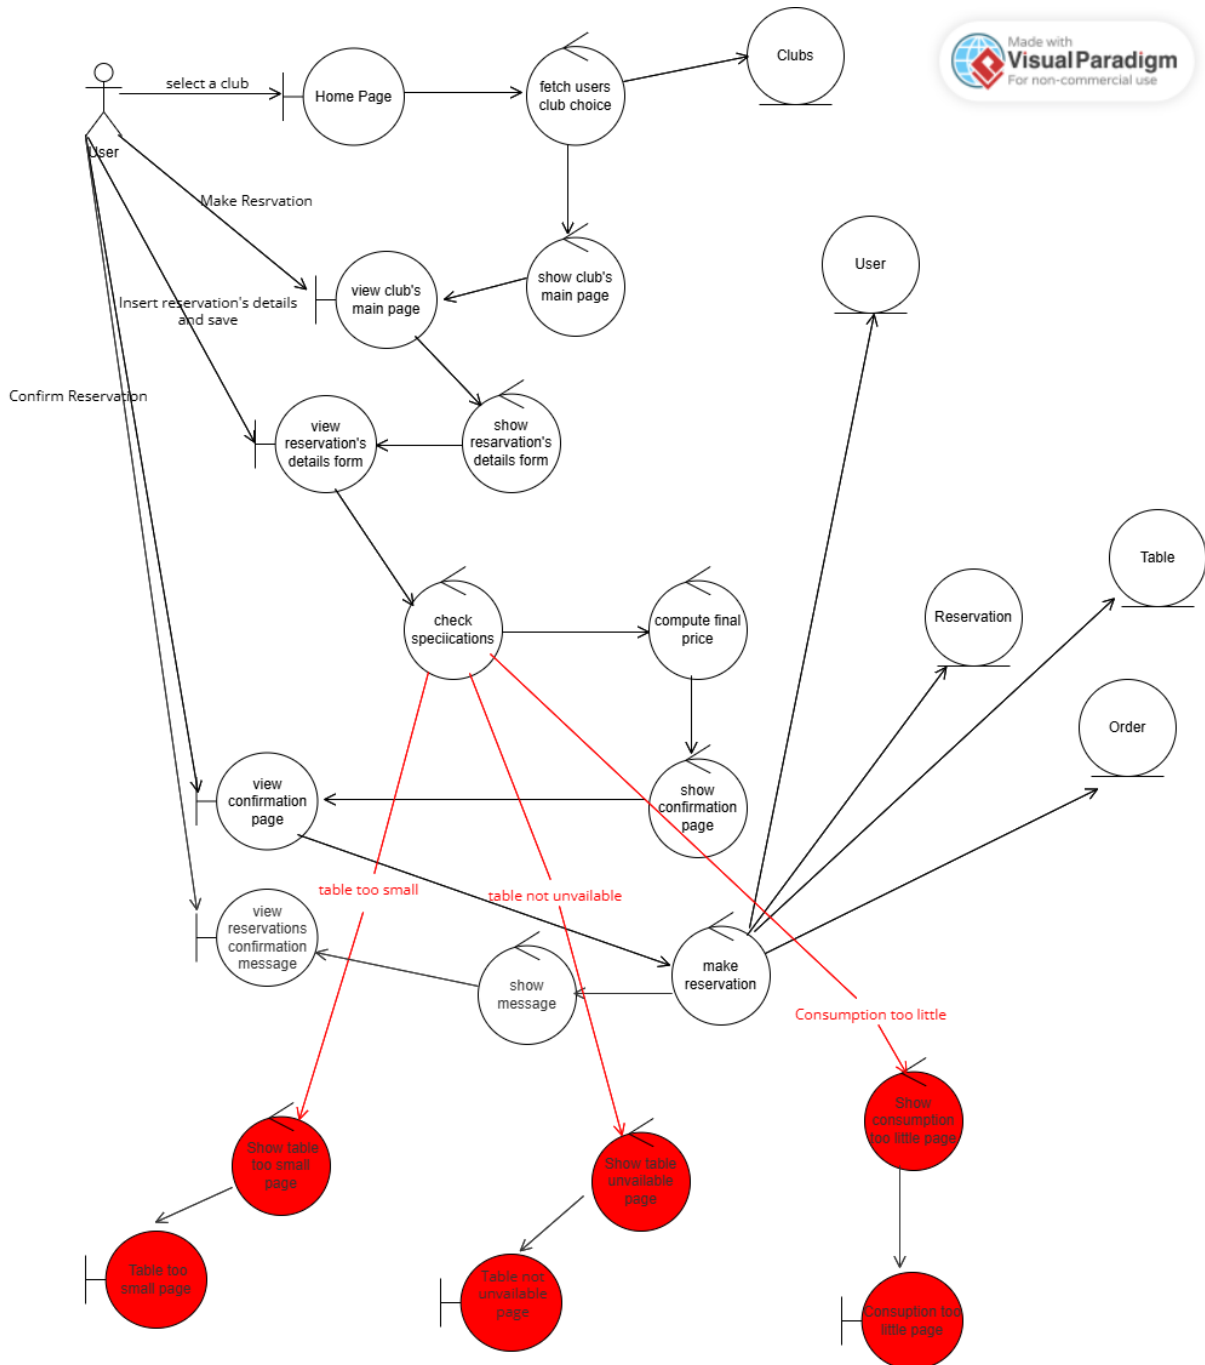 Made with
Visual Paradigm
For non-commercial use
Clubs
select a club
Home Page
fetch users
club choice
User
Make Resrvation
User
show club's
main page
view club's
main page
Insert reservation's details
and save
Confirm Reservation
view
reservation's
details form
show
resarvation's
details form
Table
Reservation
check
speciications
compute final
price
Order
view
confirmation
page
show
confirmation
page
table too small
table not unvailable
view
reservations
confirmation
message
make
reservation
show
message
Consumption too little
Show
consumption
too little page
Show table
too small
page
Show table
unvailable
page
Table too
small page
Table not
unvailable
page
Consuption too
little page